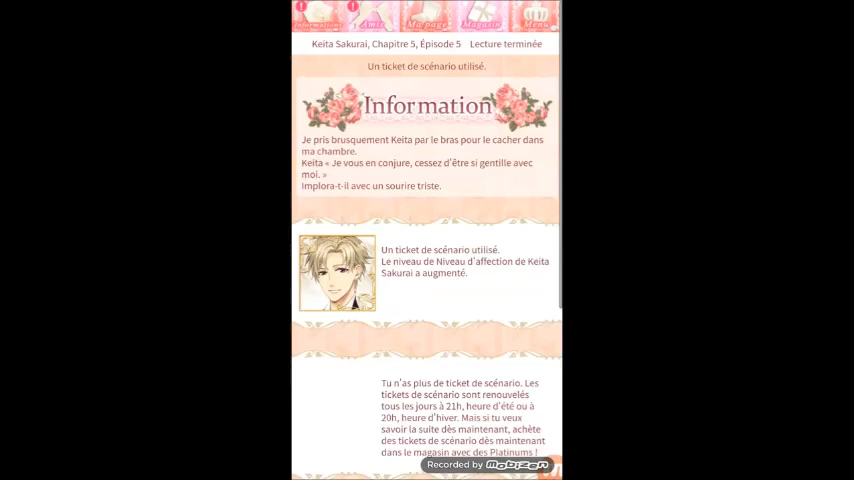 Informations
Amis
Ma page
Magasin
Menu
Keita Sakurai, Chapitre 5, Épisode 5 Lecture terminée
Un ticket de scénario utilisé.
Information
Je pris brusquement Keita par le bras pour le cacher dans
ma chambre.
Keita « Je vous en conjure, cessez d'être si gentille avec
moi. »
Implora-t-il avec un sourire triste.
Un ticket de scénario utilisé.
Le niveau de Niveau d'affection de Keita
Sakurai a augmenté.
Tu n'as plus de ticket de scénario. Les
tickets de scénario sont renouvelés
tous les jours à 21h, heure d'été ou à
20h, heure d'hiver. Mais si tu veux
savoir la suite dès maintenant, achète
des tickets de scénario dès maintenant
dans le magasin avec des Platinums !
Recorded by Mobizen